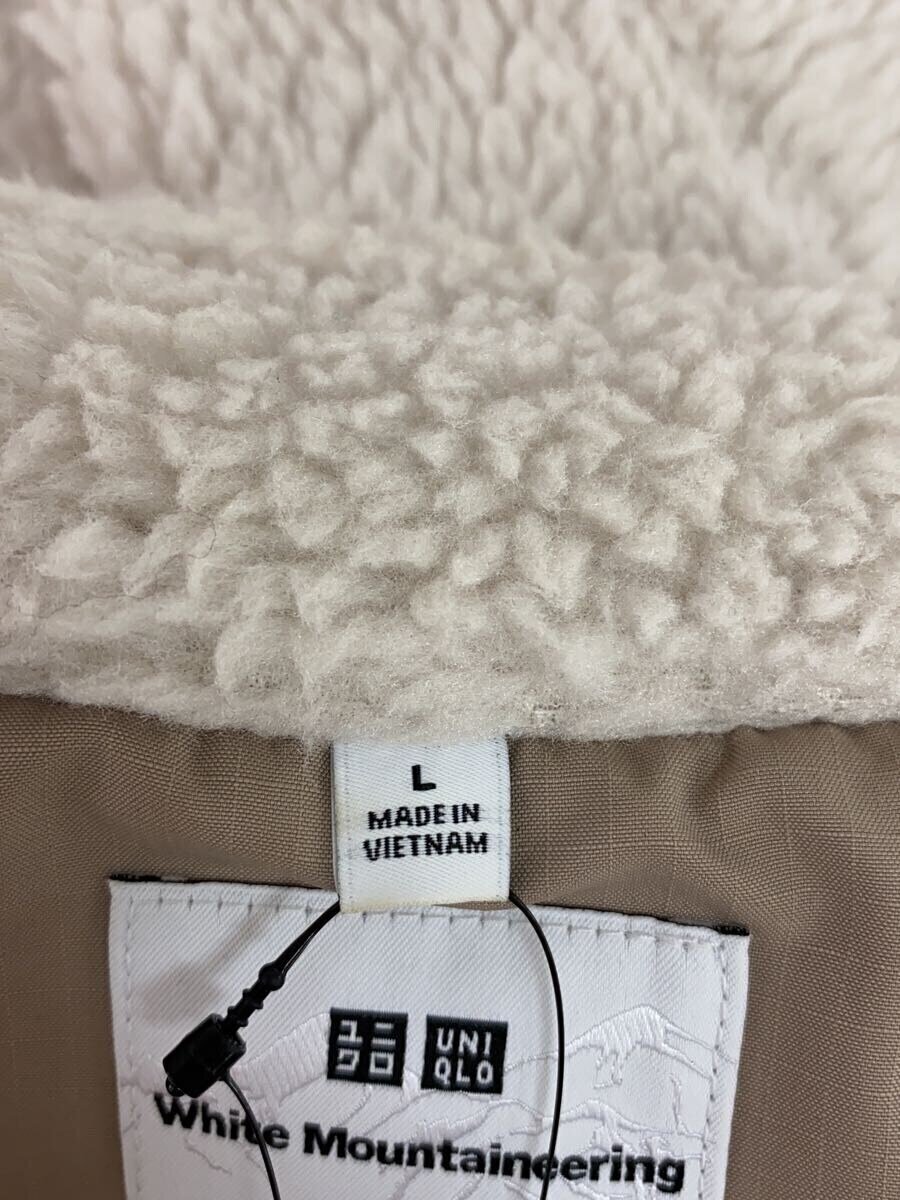 L
MADE IN
VIETNAM
ユニ UNI
クロ QLO
White Mountaineering